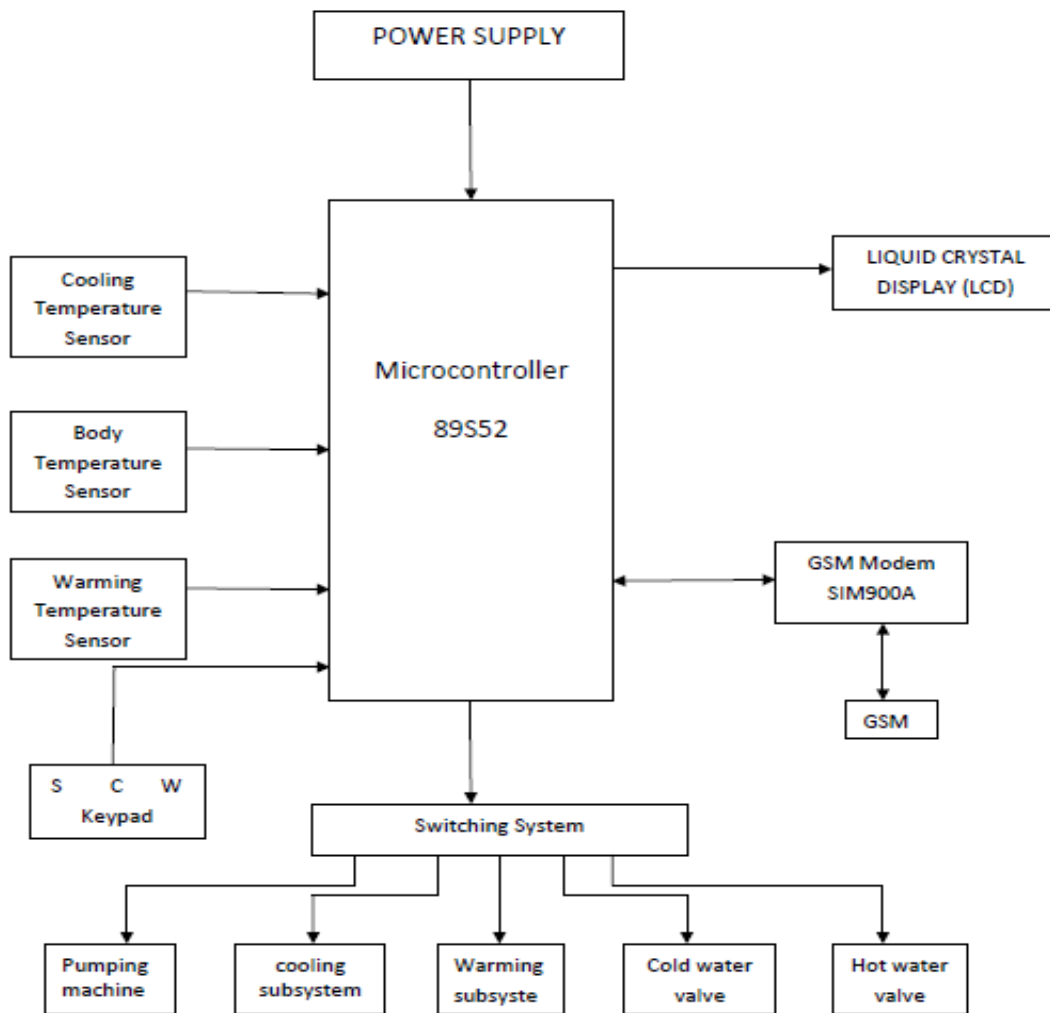 POWER SUPPLY
Cooling
Temperature
Sensor
LIQUID CRYSTAL
DISPLAY (LCD)
Microcontroller
89S52
Body
Temperature
Sensor
Warming
Temperature
Sensor
GSM Modem
SIM900A
GSM
S C W
Keypad
Switching System
Pumping
machine
cooling
subsystem
Warming
subsyste
Cold water
valve
Hot water
valve